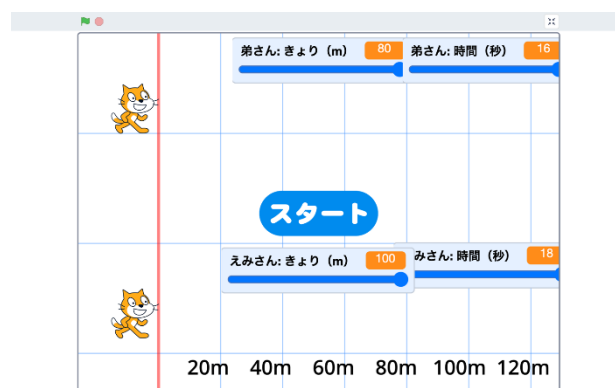 弟さん: きょり（m） 80 弟さん: 時間（秒） 16
スタート
えみさん: きょり（m） 100 みさん: 時間（秒） 18
20m 40m 60m 80m 100m 120m